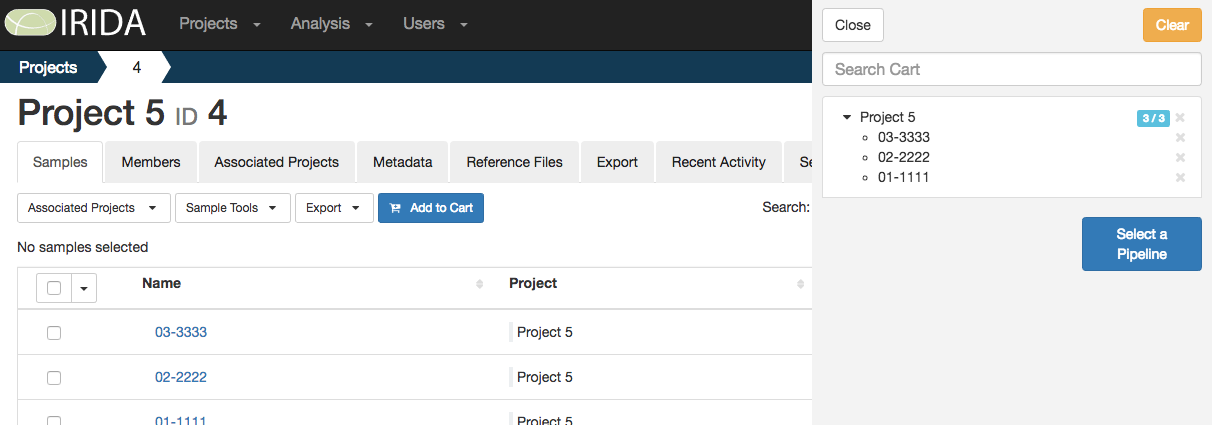 IRIDA Projects Analysis Users
Projects 4
Project 5 ID 4
Samples Members Associated Projects Metadata Reference Files Export Recent Activity Se
Associated Projects Sample Tools Export Add to Cart Search:
No samples selected
Name Project
03-3333 Project 5
02-2222 Project 5
01-1111 Project 5
Close Clear
Search Cart
Project 5 3 / 3
03-3333
02-2222
01-1111
Select a
Pipeline